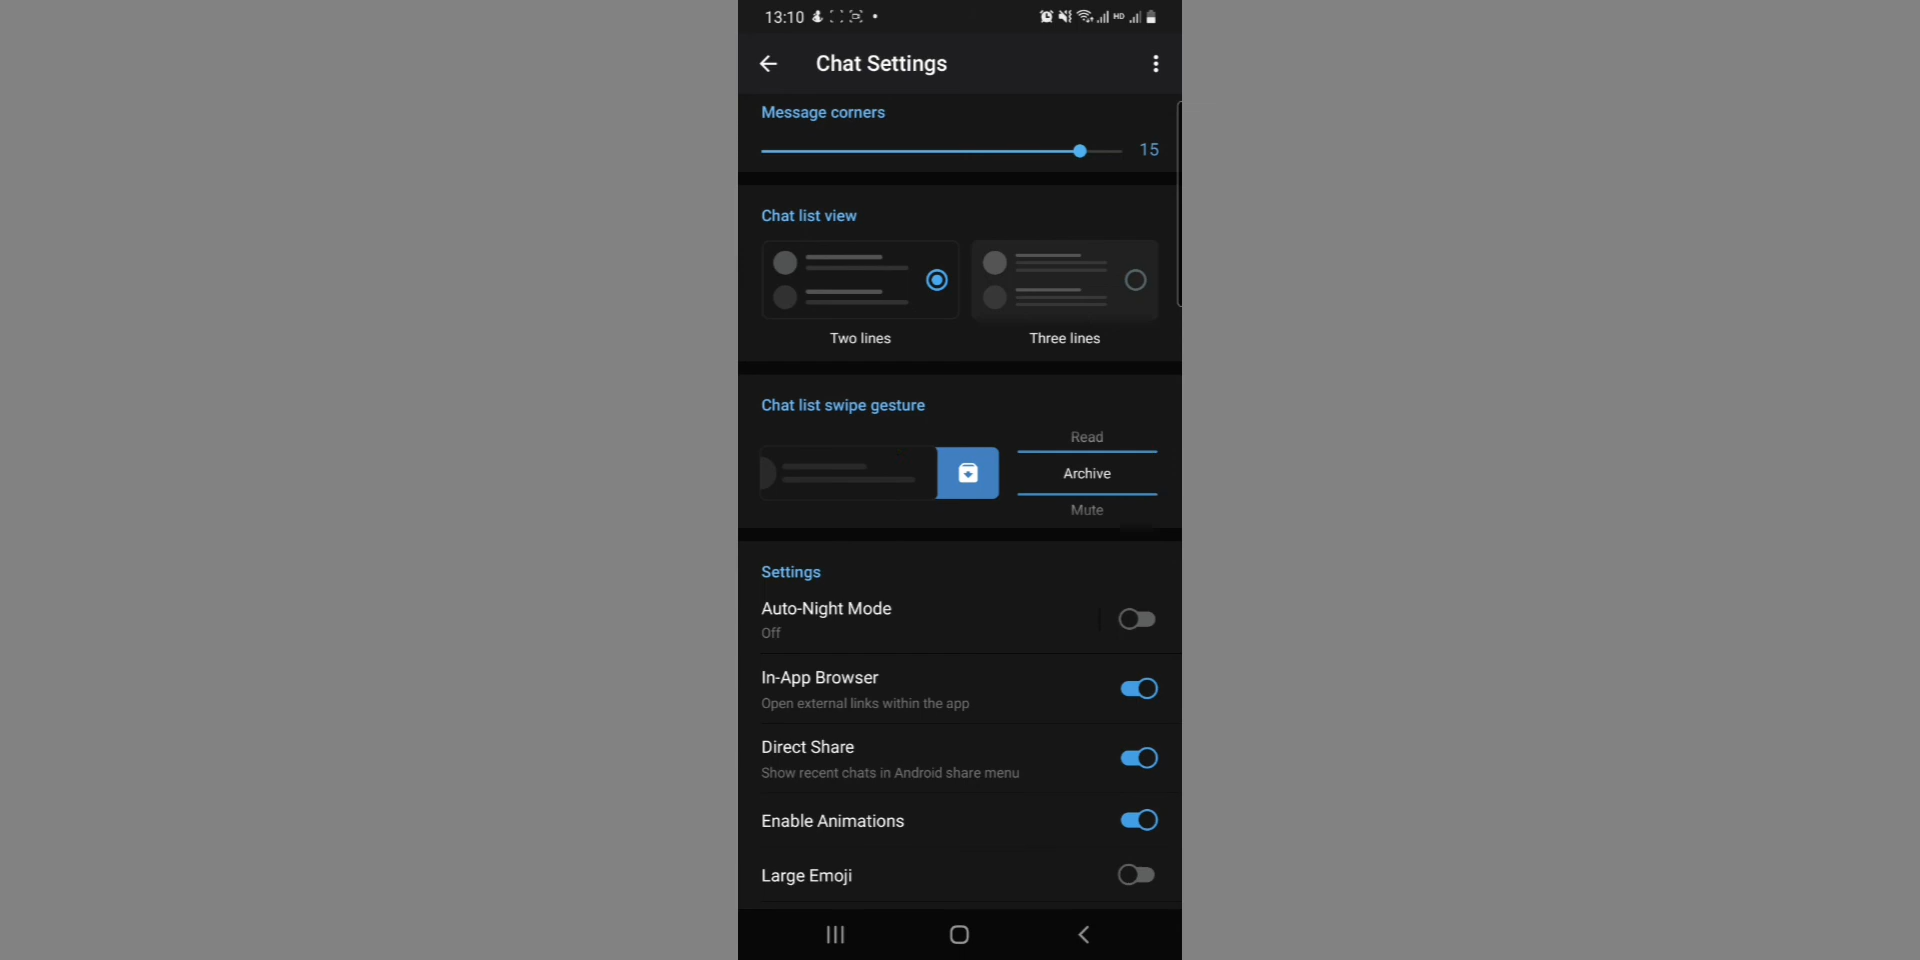 13:10
HD
Chat Settings
Message corners
15
Chat list view
Two lines
Three lines
Chat list swipe gesture
Read
Archive
Mute
Settings
Auto-Night Mode
Off
In-App Browser
Open external links within the app
Direct Share
Show recent chats in Android share menu
Enable Animations
Large Emoji